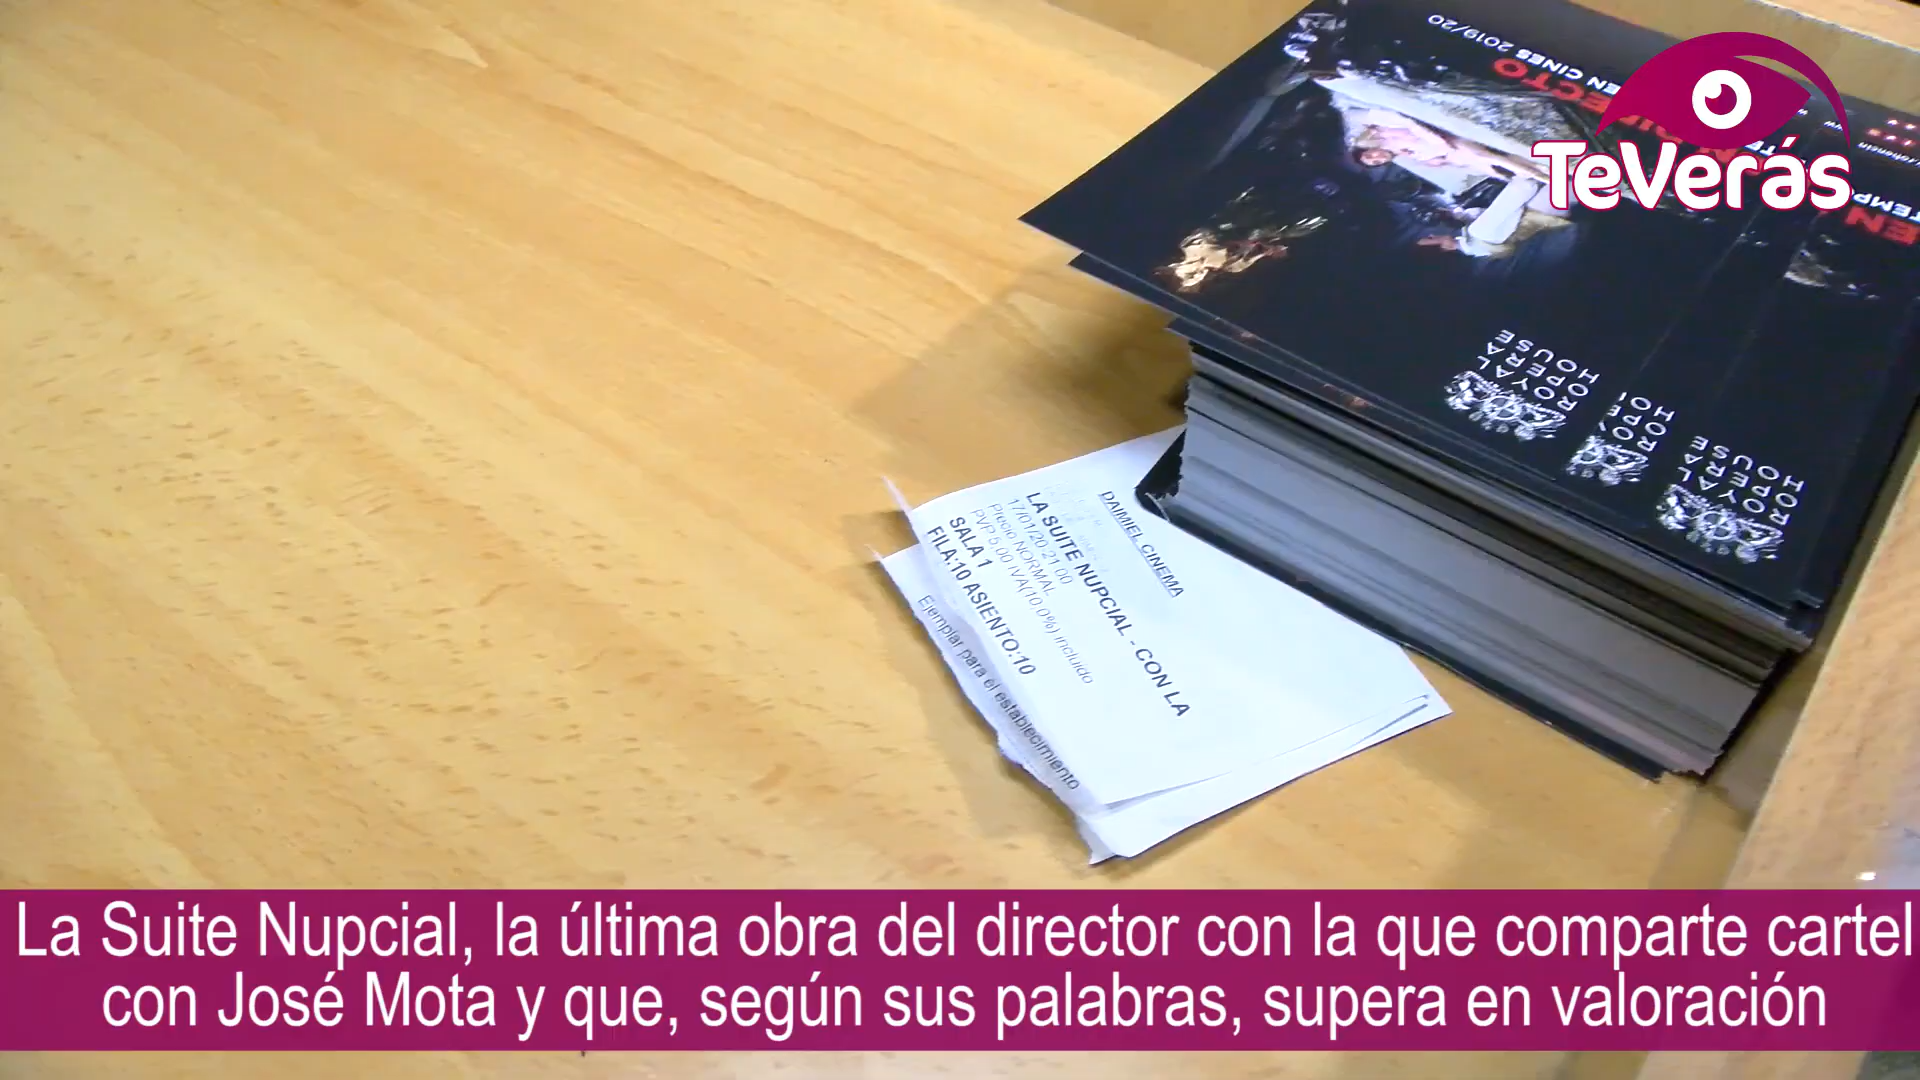 EN CINES 2019/20
TeVerás
ROYAL
OPERA
HOUSE
ROYAL
OPERA
HOUSE
DAIMIEL CINEMA
LA SUITE NUPCIAL - CON LA
17/01/20 21:00
Precio NORMAL
PVP 5,00 IVA(10.0%) incluido
SALA 1
FILA:10 ASIENTO:10
Ejemplar para el establecimiento
La Suite Nupcial, la última obra del director con la que comparte cartel
con José Mota y que, según sus palabras, supera en valoración